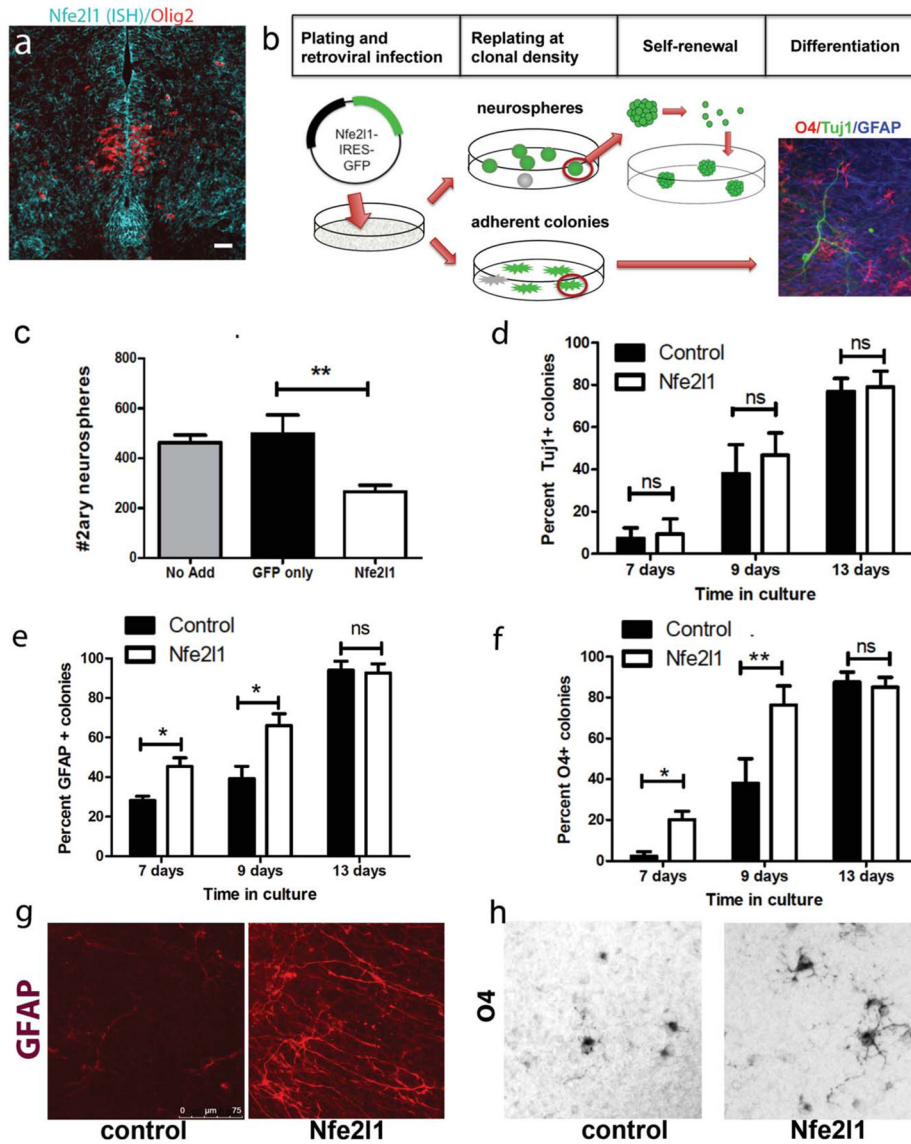 a
Nfe2l1 (ISH)/Olig2
b
Plating and
retroviral infection
Replating at
clonal density
Self-renewal
Differentiation
Nfe2l1-
IRES-
GFP
neurospheres
adherent colonies
O4/Tuj1/GFAP
c
#2ary neurospheres
800
600
400
200
0
**
No Add
GFP only
Nfe2l1
d
Percent Tuj1+ colonies
100
80
60
40
20
0
Control
Nfe2l1
ns
ns
ns
7 days
9 days
13 days
Time in culture
e
Percent GFAP + colonies
100
80
60
40
20
0
Control
Nfe2l1
*
*
ns
7 days
9 days
13 days
Time in culture
f
Percent O4+ colonies
100
80
60
40
20
0
Control
Nfe2l1
*
**
ns
7 days
9 days
13 days
Time in culture
g
GFAP
0 µm 75
control
Nfe2l1
h
O4
control
Nfe2l1